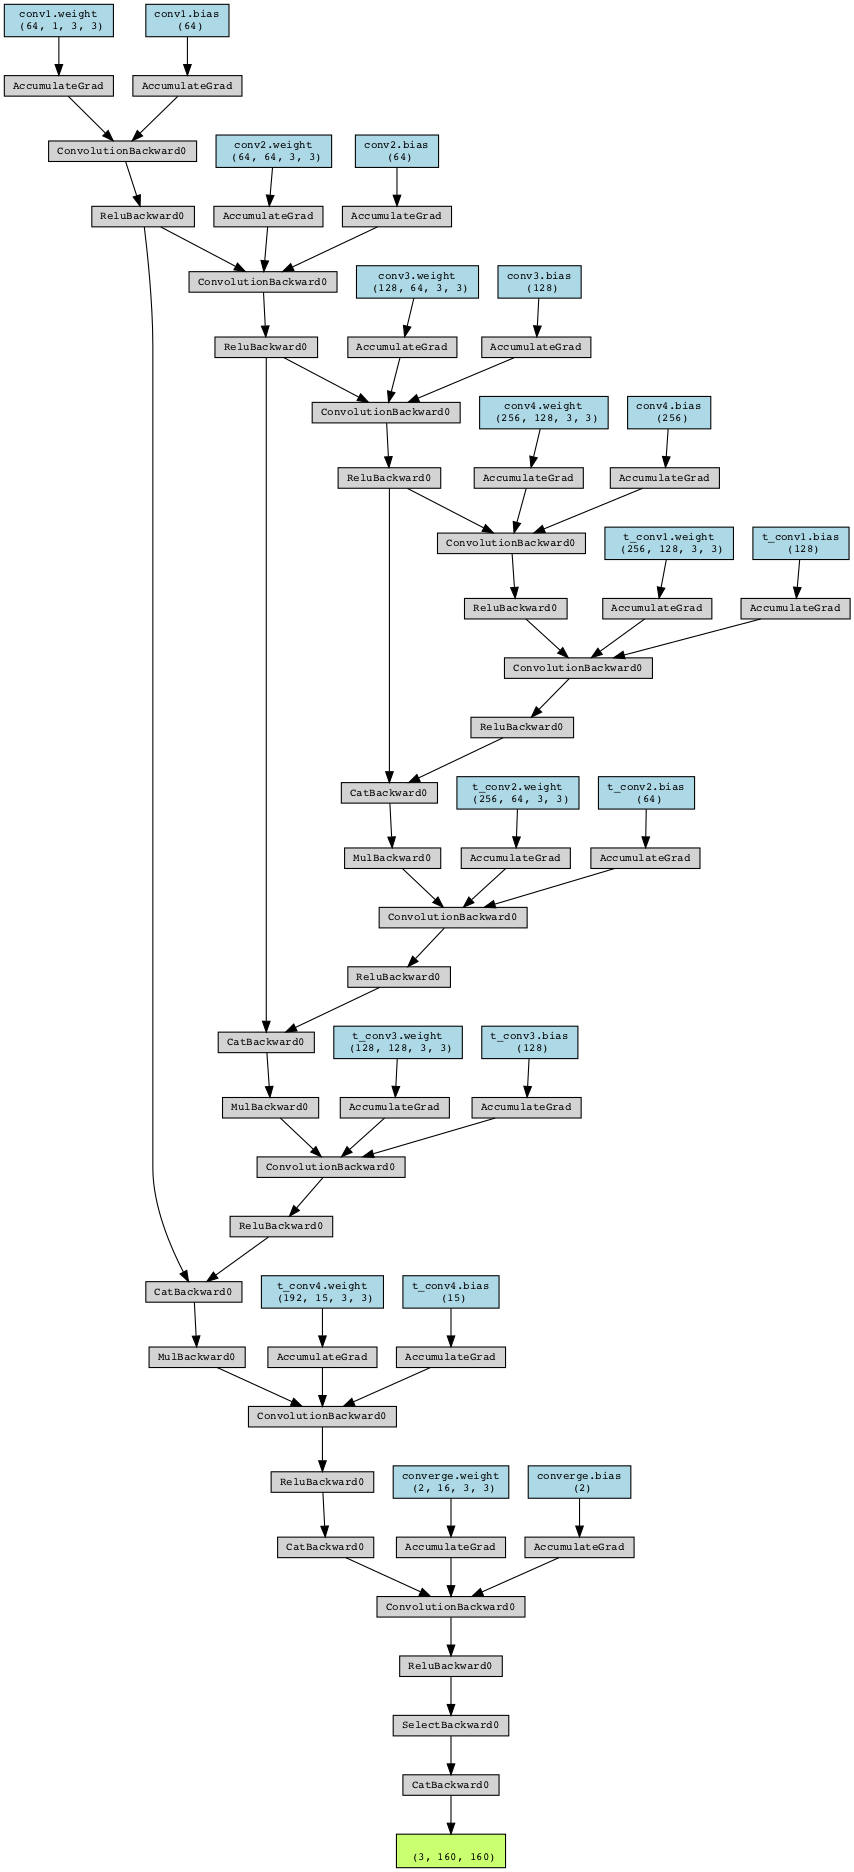 conv1.weight
(64, 1, 3, 3)
conv1.bias
(64)
AccumulateGrad
AccumulateGrad
ConvolutionBackward0
conv2.weight
(64, 64, 3, 3)
conv2.bias
(64)
ReluBackward0
AccumulateGrad
AccumulateGrad
ConvolutionBackward0
conv3.weight
(128, 64, 3, 3)
conv3.bias
(128)
ReluBackward0
AccumulateGrad
AccumulateGrad
ConvolutionBackward0
conv4.weight
(256, 128, 3, 3)
conv4.bias
(256)
ReluBackward0
AccumulateGrad
AccumulateGrad
ConvolutionBackward0
t_conv1.weight
(256, 128, 3, 3)
t_conv1.bias
(128)
ReluBackward0
AccumulateGrad
AccumulateGrad
ConvolutionBackward0
ReluBackward0
CatBackward0
t_conv2.weight
(256, 64, 3, 3)
t_conv2.bias
(64)
MulBackward0
AccumulateGrad
AccumulateGrad
ConvolutionBackward0
ReluBackward0
CatBackward0
t_conv3.weight
(128, 128, 3, 3)
t_conv3.bias
(128)
MulBackward0
AccumulateGrad
AccumulateGrad
ConvolutionBackward0
ReluBackward0
CatBackward0
t_conv4.weight
(192, 15, 3, 3)
t_conv4.bias
(15)
MulBackward0
AccumulateGrad
AccumulateGrad
ConvolutionBackward0
ReluBackward0
converge.weight
(2, 16, 3, 3)
converge.bias
(2)
CatBackward0
AccumulateGrad
AccumulateGrad
ConvolutionBackward0
ReluBackward0
SelectBackward0
CatBackward0
(3, 160, 160)